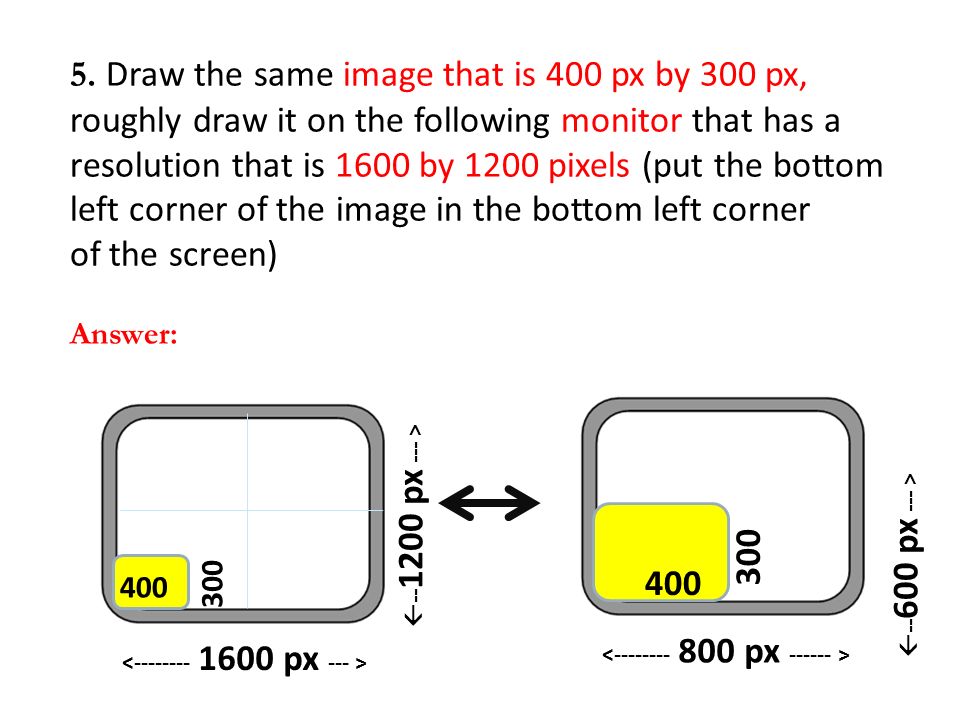 5. Draw the same image that is 400 px by 300 px,
roughly draw it on the following monitor that has a
resolution that is 1600 by 1200 pixels (put the bottom
left corner of the image in the bottom left corner
of the screen)
Answer:
400
300
<--1200 px --- >
<-------- 1600 px --- >
400
300
<--600 px --- >
<-------- 800 px ------ >